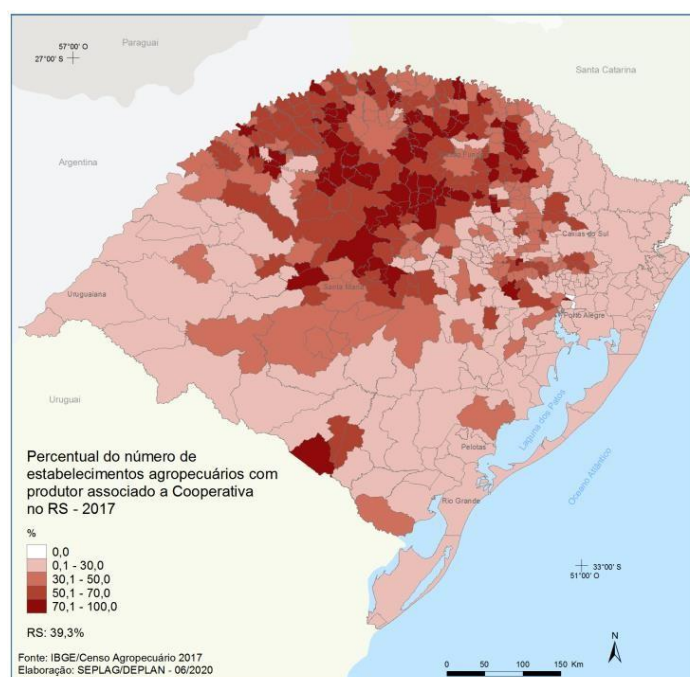 Paraguai
57°00' O
27°00' S
Santa Catarina
Argentina
Caxias do Sul
Uruguaiana
Santa Maria
Porto Alegre
Uruguai
Laguna dos Patos
Pelotas
Oceano Atlântico
Rio Grande
Percentual do número de
estabelecimentos agropecuários com
produtor associado a Cooperativa
no RS - 2017
%
0,0
0,1 - 30,0
30,1 - 50,0
50,1 - 70,0
70,1 - 100,0
RS: 39,3%
33°00' S
51°00' O
N
Fonte: IBGE/Censo Agropecuário 2017
Elaboração: SEPLAG/DEPLAN - 06/2020
0 50 100 150 Km